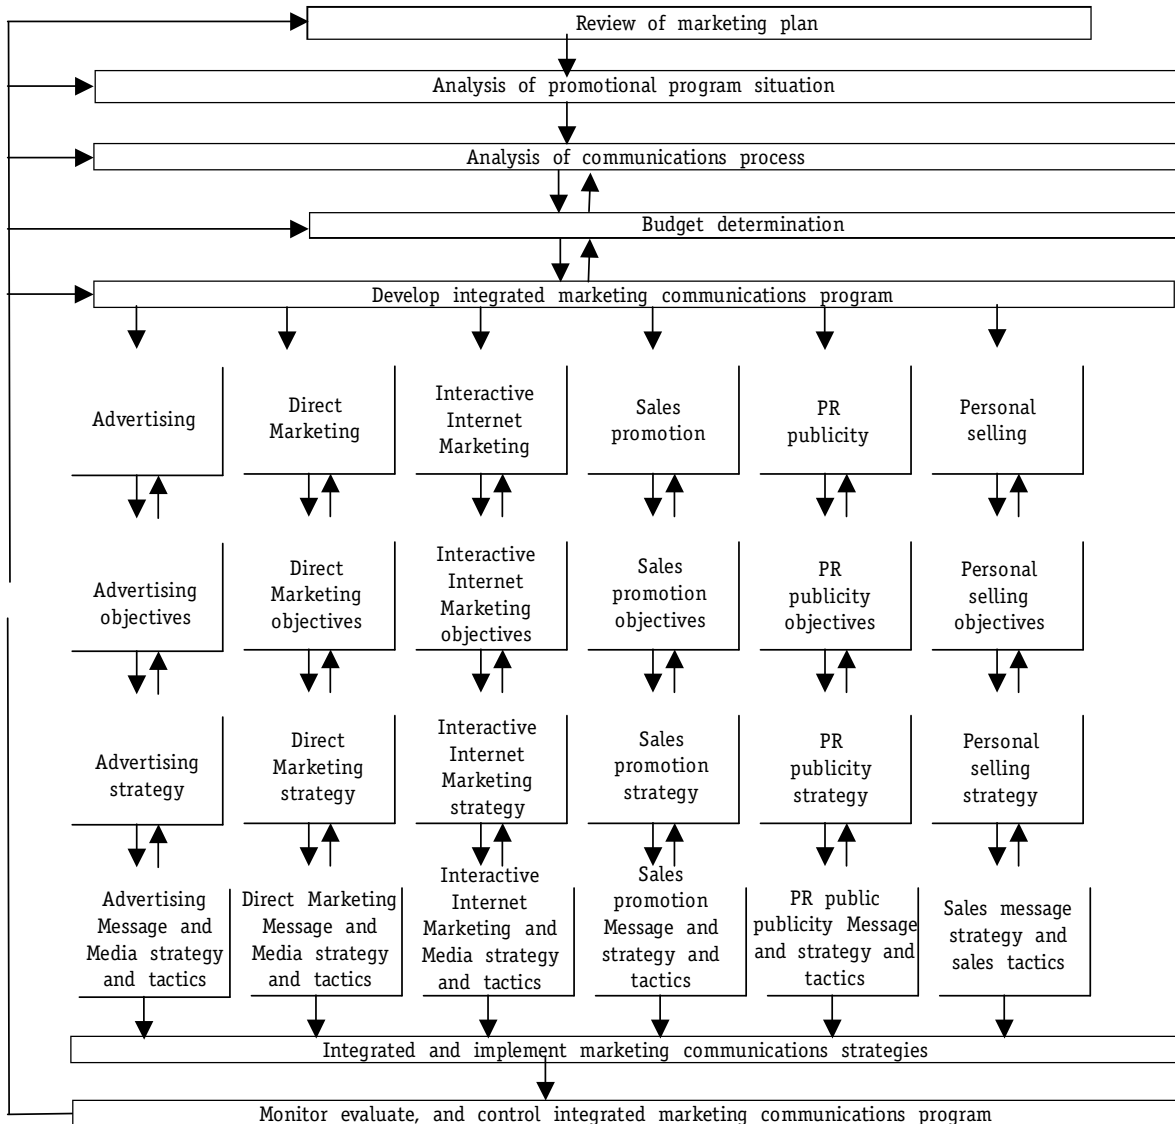 Review of marketing plan
Analysis of promotional program situation
Analysis of communications process
Budget determination
Develop integrated marketing communications program
Advertising
Direct
Marketing
Interactive
Internet
Marketing
Sales
promotion
PR
publicity
Personal
selling
Advertising
objectives
Direct
Marketing
objectives
Interactive
Internet
Marketing
objectives
Sales
promotion
objectives
PR
publicity
objectives
Personal
selling
objectives
Advertising
strategy
Direct
Marketing
strategy
Interactive
Internet
Marketing
strategy
Sales
promotion
strategy
PR
publicity
strategy
Personal
selling
strategy
Advertising
Message and
Media strategy
and tactics
Direct Marketing
Message and
Media strategy
and tactics
Interactive
Internet
Marketing and
Media strategy
and tactics
Sales
promotion
Message and
strategy and
tactics
PR public
publicity Message
and strategy and
tactics
Sales message
strategy and
sales tactics
Integrated and implement marketing communications strategies
Monitor evaluate, and control integrated marketing communications program